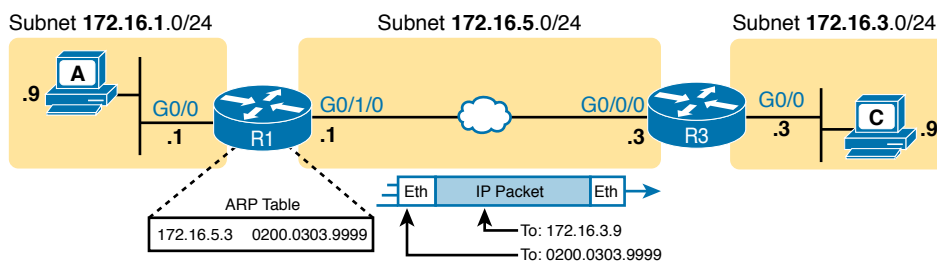 Subnet 172.16.1.0/24
Subnet 172.16.5.0/24
Subnet 172.16.3.0/24
A
.9
G0/0
.1
R1
G0/1/0
.1
G0/0/0
.3
R3
G0/0
.3
C
.9
ARP Table
172.16.5.3 0200.0303.9999
Eth
IP Packet
Eth
To: 172.16.3.9
To: 0200.0303.9999